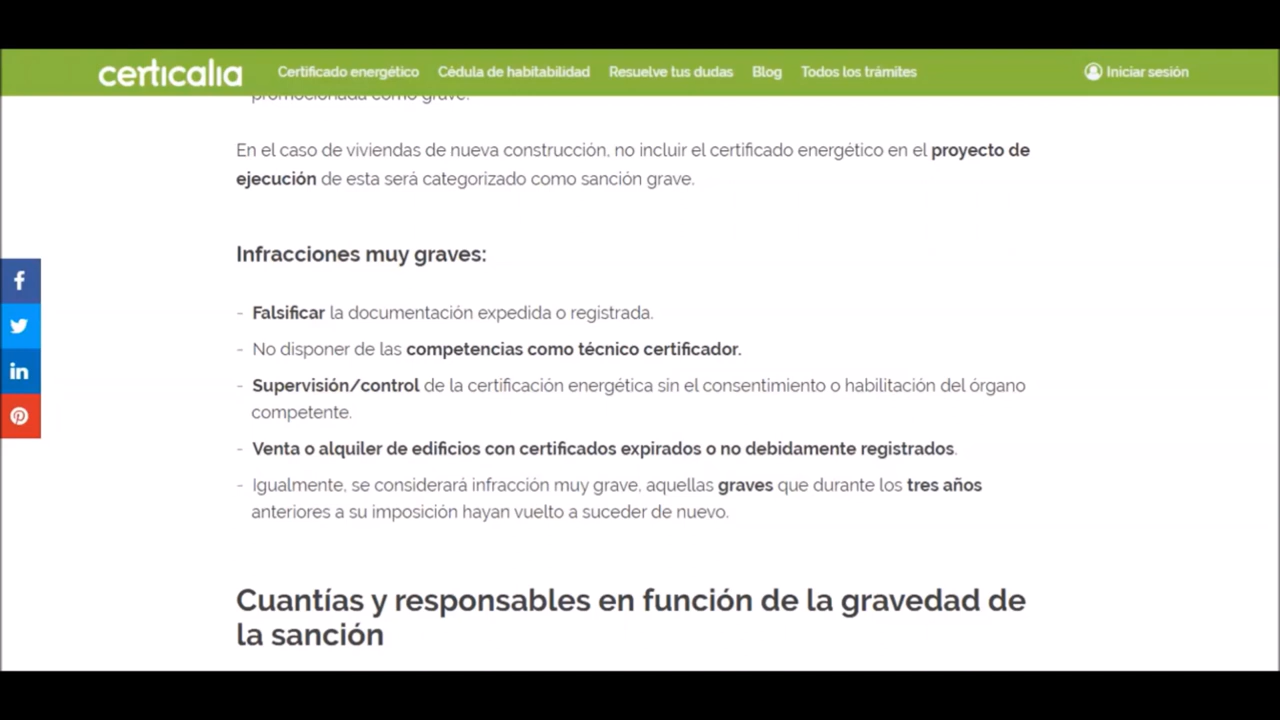 certicalia
Certificado energético Cédula de habitabilidad Resuelve tus dudas Blog Todos los trámites Iniciar sesión
promocionada como grave.
En el caso de viviendas de nueva construcción, no incluir el certificado energético en el proyecto de
ejecución de esta será categorizado como sanción grave.
Infracciones muy graves:
- Falsificar la documentación expedida o registrada.
- No disponer de las competencias como técnico certificador.
- Supervisión/control de la certificación energética sin el consentimiento o habilitación del órgano
competente.
- Venta o alquiler de edificios con certificados expirados o no debidamente registrados.
- Igualmente, se considerará infracción muy grave, aquellas graves que durante los tres años
anteriores a su imposición hayan vuelto a suceder de nuevo.
Cuantías y responsables en función de la gravedad de
la sanción